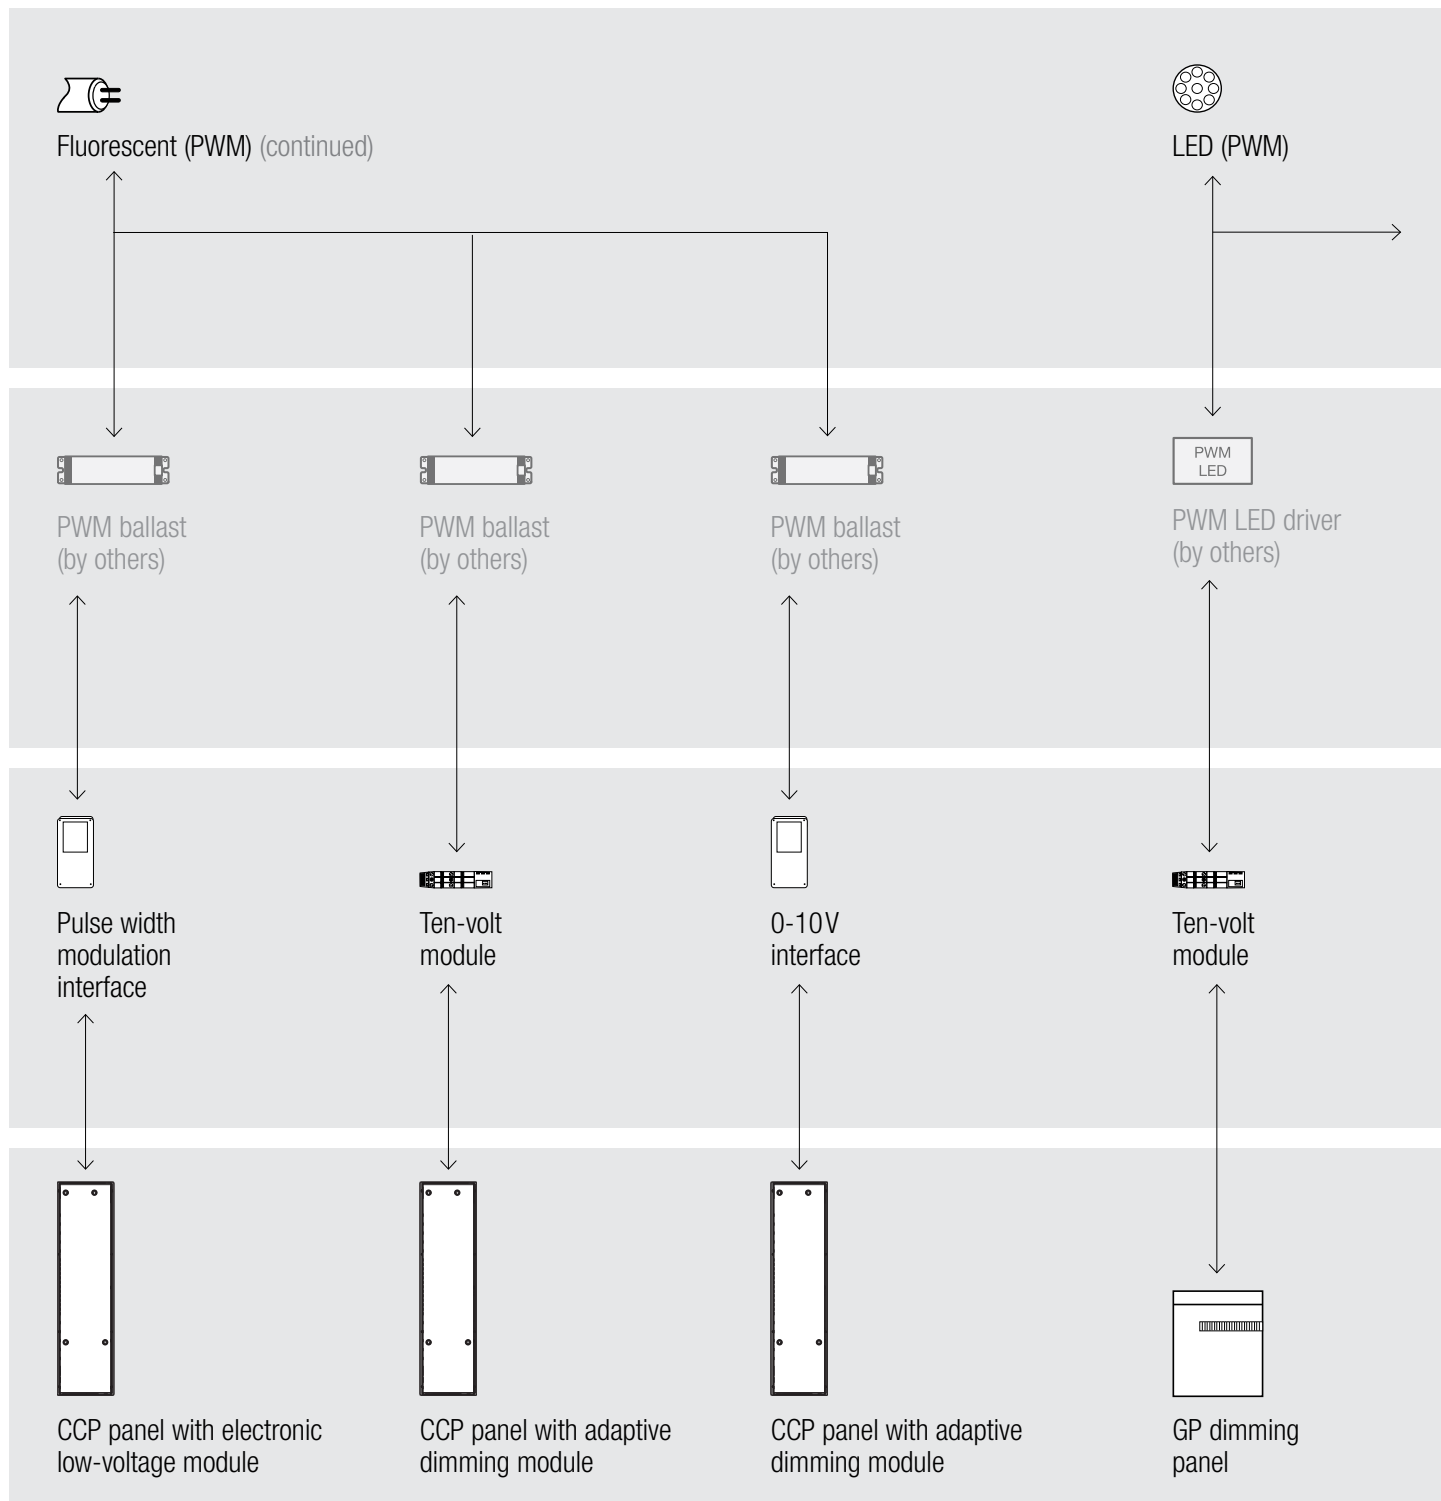 Fluorescent (PWM) (continued)
LED (PWM)
PWM
LED
PWM ballast
(by others)
PWM ballast
(by others)
PWM ballast
(by others)
PWM LED driver
(by others)
Pulse width
modulation
interface
Ten-volt
module
0-10V
interface
Ten-volt
module
CCP panel with electronic
low-voltage module
CCP panel with adaptive
dimming module
CCP panel with adaptive
dimming module
GP dimming
panel